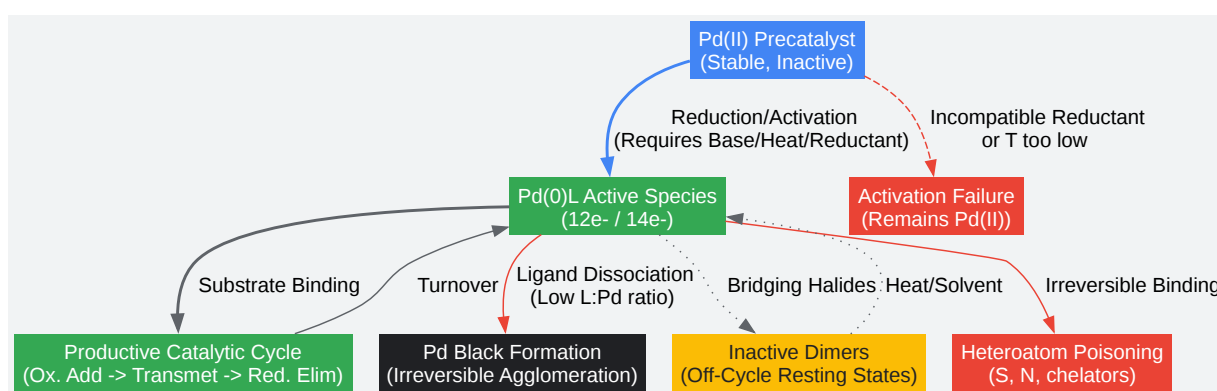 Pd(II) Precatalyst
(Stable, Inactive)
Reduction/Activation
(Requires Base/Heat/Reductant)
Incompatible Reductant
or T too low
Pd(0)L Active Species
(12e- / 14e-)
Activation Failure
(Remains Pd(II))
Substrate Binding
Turnover
Ligand Dissociation
(Low L:Pd ratio)
Bridging Halides
Heat/Solvent
Irreversible Binding
Productive Catalytic Cycle
(Ox. Add -> Transmet -> Red. Elim)
Pd Black Formation
(Irreversible Agglomeration)
Inactive Dimers
(Off-Cycle Resting States)
Heteroatom Poisoning
(S, N, chelators)